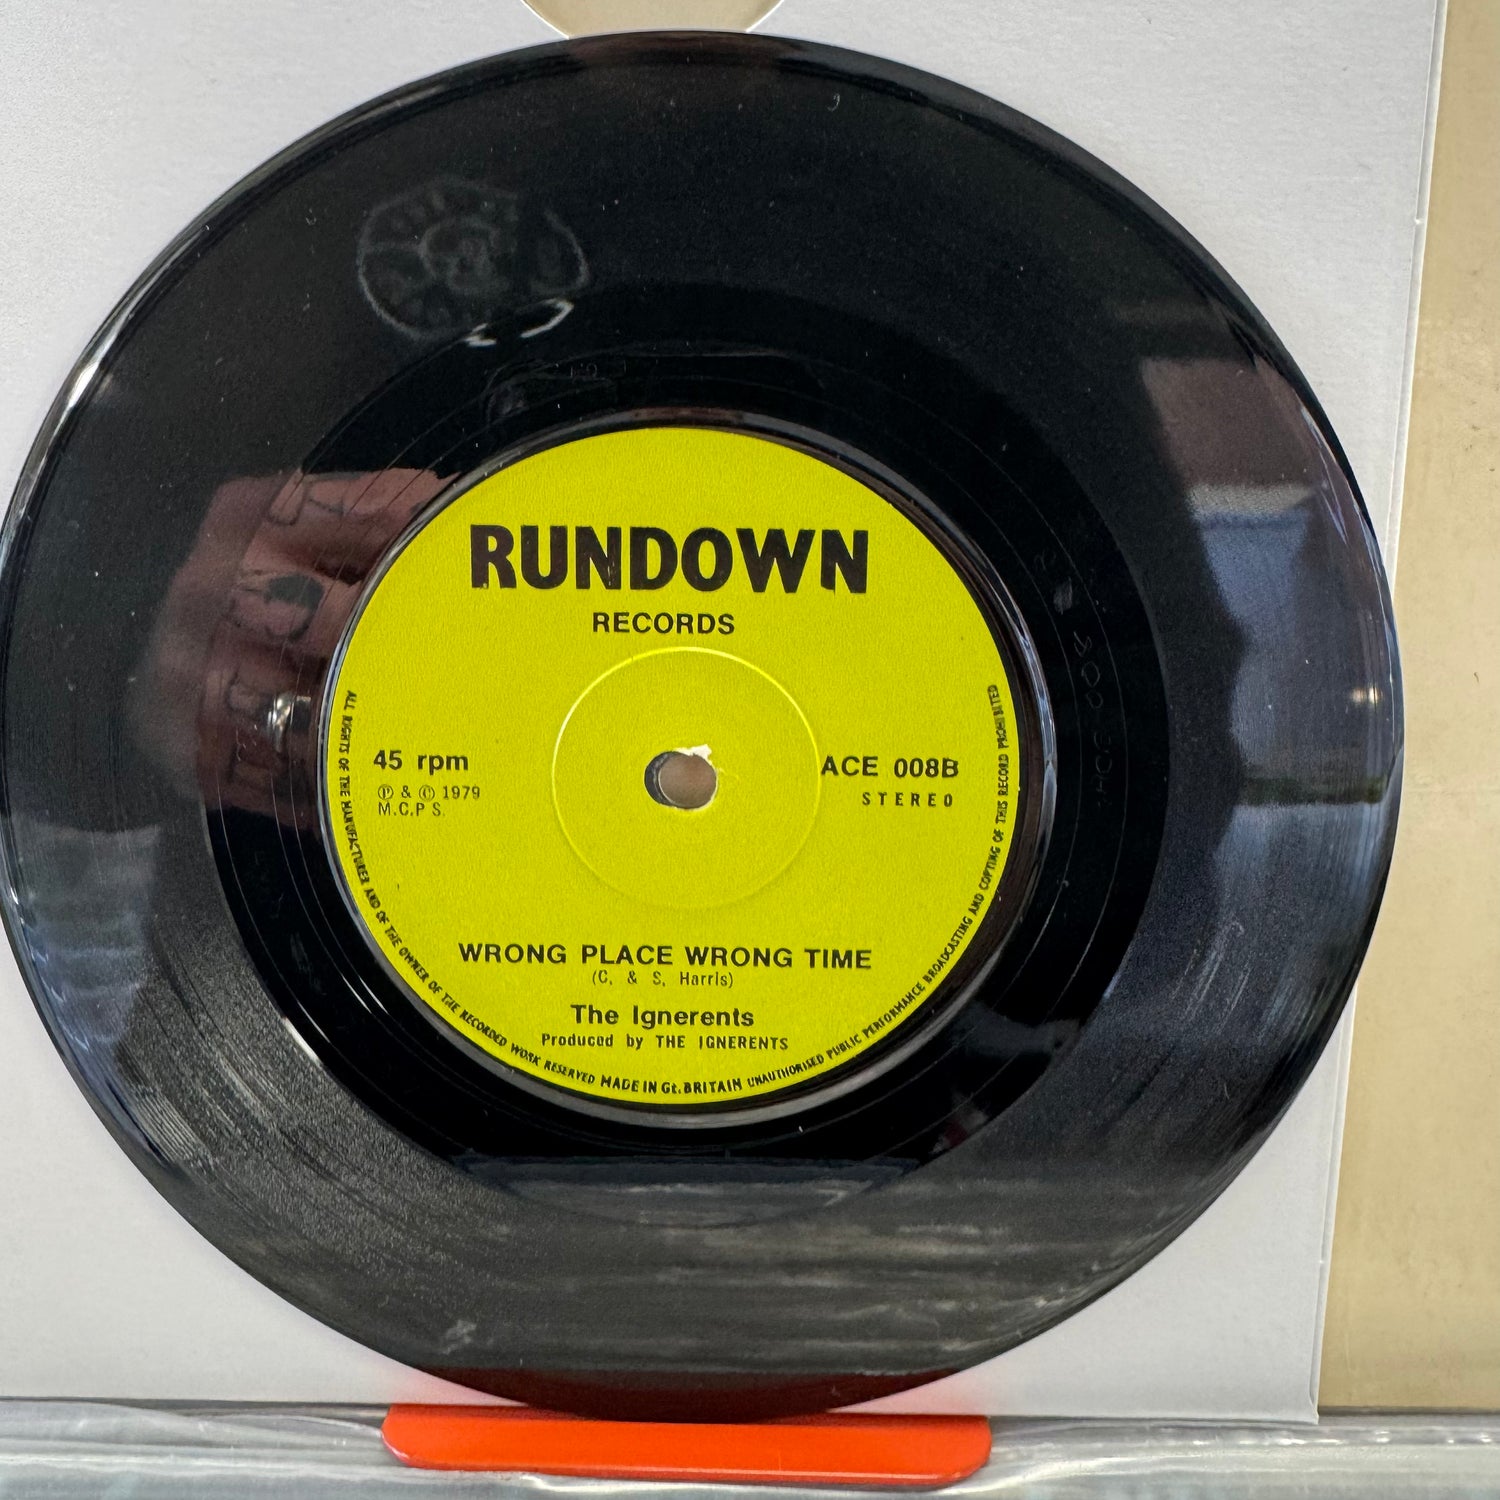 RUNDOWN
RECORDS
45 rpm
Ⓟ & © 1979
M.C.P S.
ACE 008B
STEREO
WRONG PLACE WRONG TIME
(C. & S. Harris)
The Ignerents
Produced by THE IGNERENTS
ALL RIGHTS OF THE MANUFACTURER AND OF THE OWNER OF THE RECORDED WORK RESERVED MADE IN Gt. BRITAIN UNAUTHORISED PUBLIC PERFORMANCE BROADCASTING AND COPYING OF THIS RECORD PROHIBITED